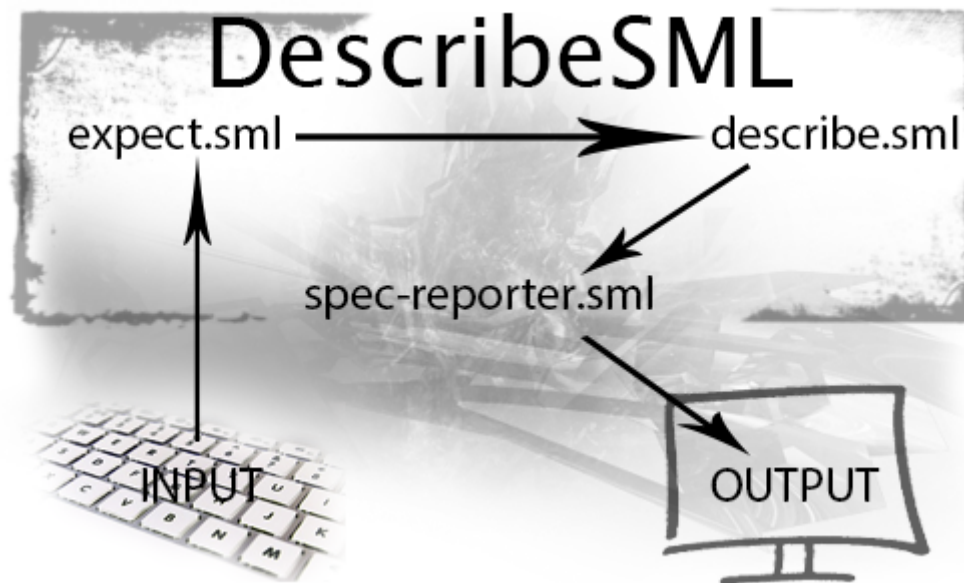 DescribeSML
expect.sml
describe.sml
spec-reporter.sml
INPUT
OUTPUT